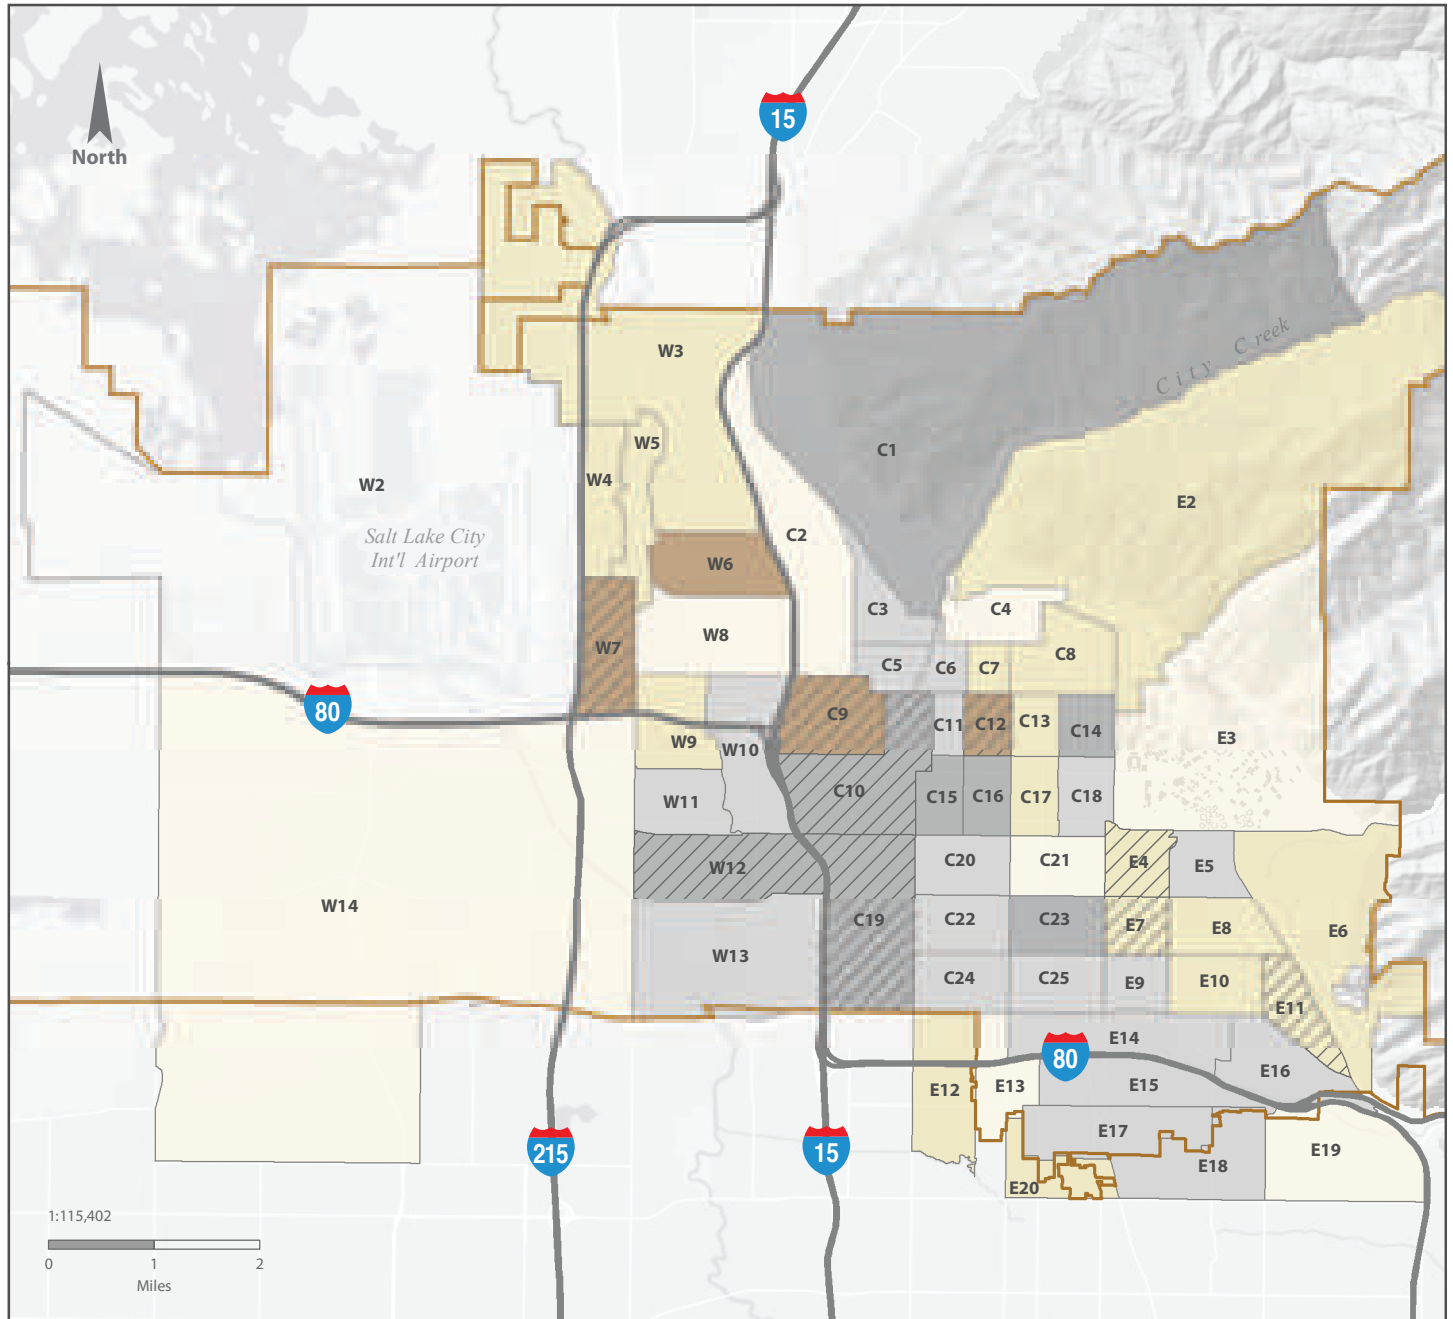 15
North
City Creek
W3
W5
C1
W4
W2
E2
Salt Lake City
Int'l Airport
C2
W6
C3
C4
W8
W7
C8
C5
C6
C7
80
C9
C11
C12
C13
C14
E3
W9
W10
C10
C15
C16
C17
C18
W11
W12
C20
C21
E4
E5
W14
C19
C22
C23
E7
E8
E6
W13
C24
C25
E9
E10
E11
E14
80
E16
E12
E13
E15
E17
215
15
E18
E19
E20
1:115,402
0 1 2
Miles